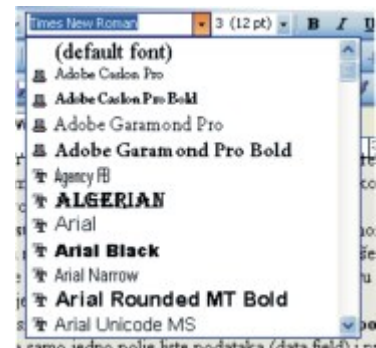 Times New Roman 3 (12 pt) B I U
(default font)
Adobe Caslon Pro
Adobe Caslon Pro Bold
Adobe Garamond Pro
Adobe Garamond Pro Bold
Agency FB
ALGERIAN
Arial
Arial Black
Arial Narrow
Arial Rounded MT Bold
Arial Unicode MS
samo jedno polje liste podataka (data field)